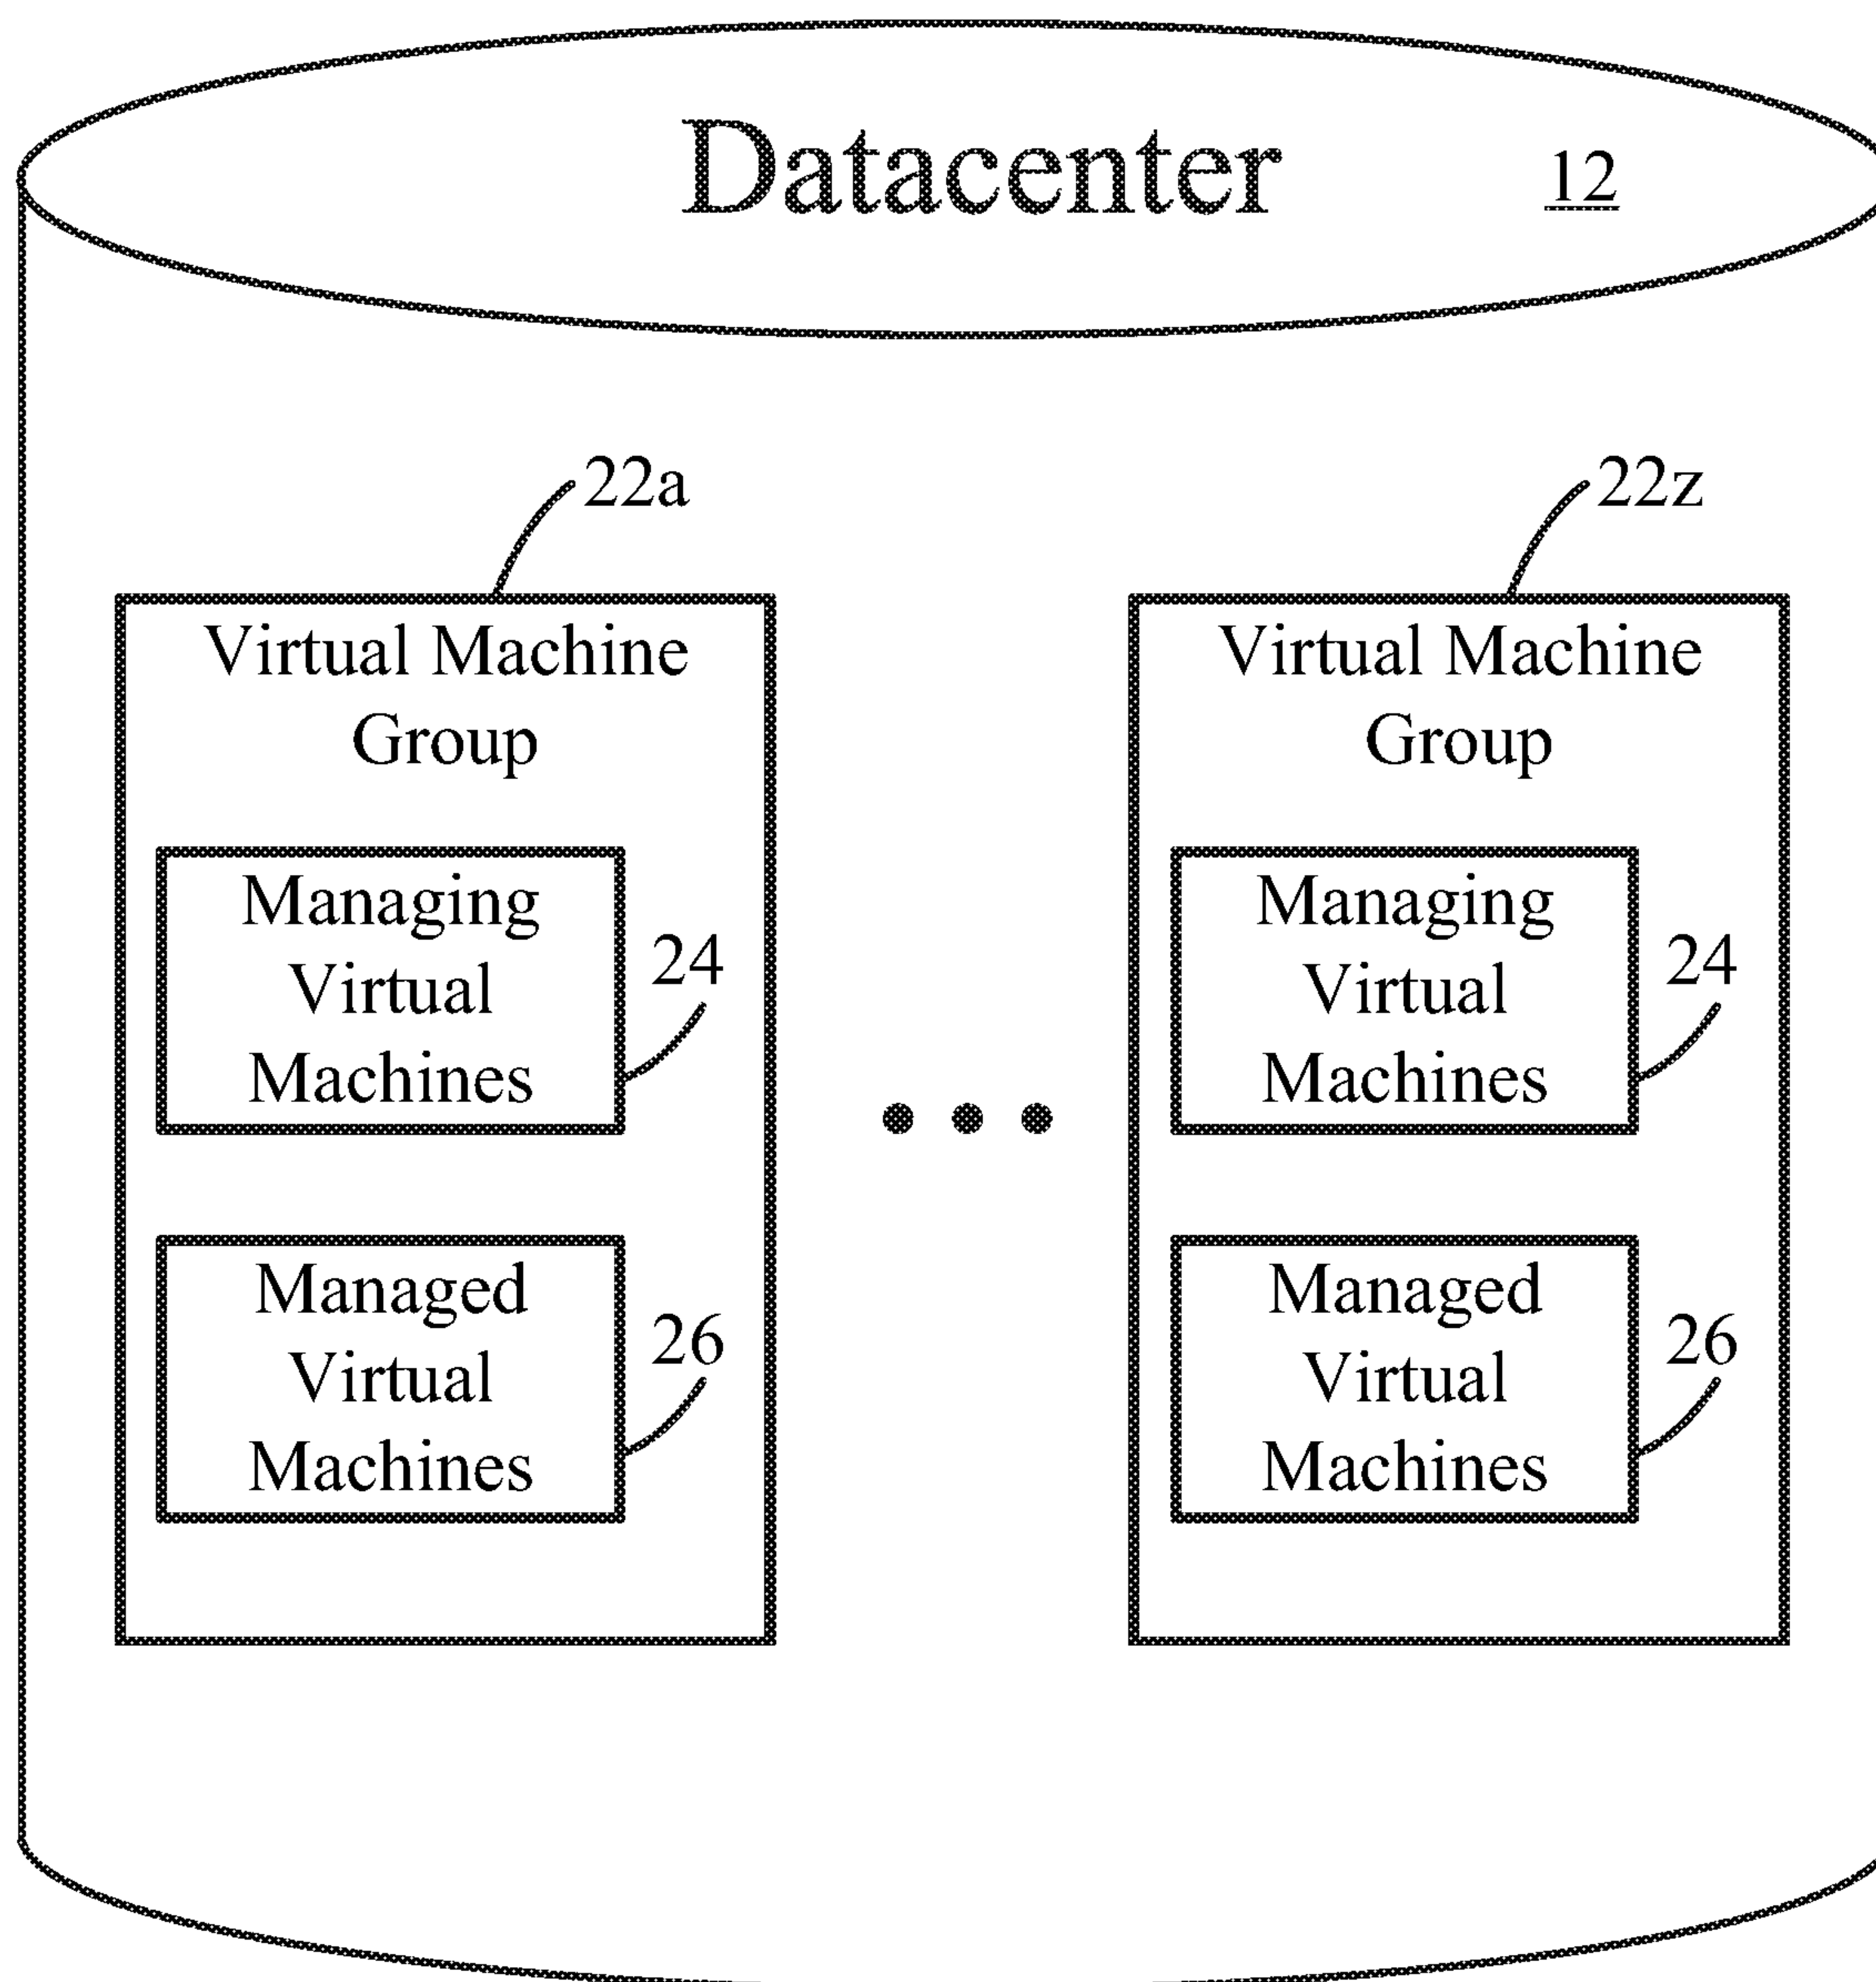 Datacenter 12
22a
22z
Virtual Machine
Group
Managing
Virtual
Machines
24
Managed
Virtual
Machines
26
Virtual Machine
Group
Managing
Virtual
Machines
24
Managed
Virtual
Machines
26